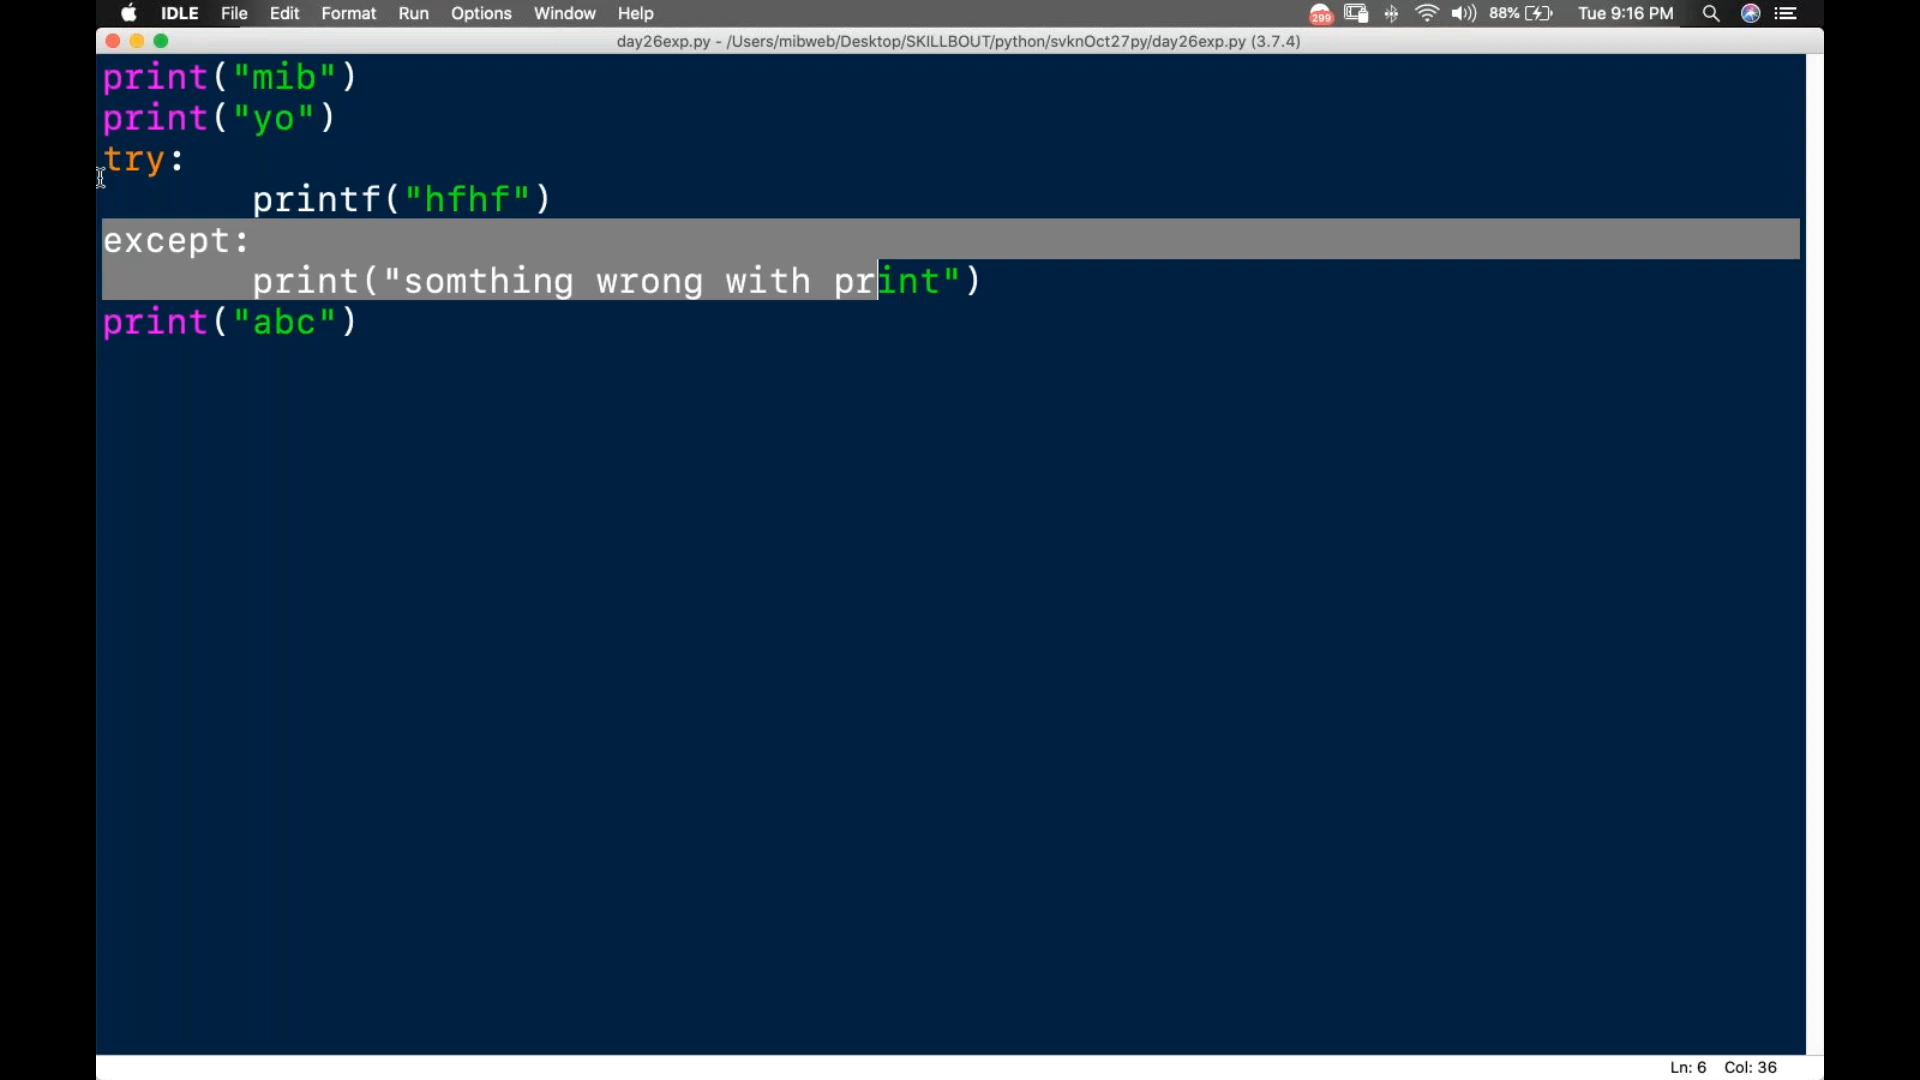 IDLE File Edit Format Run Options Window Help 299 88% Tue 9:16 PM
day26exp.py - /Users/mibweb/Desktop/SKILLBOUT/python/svknOct27py/day26exp.py (3.7.4)
print("mib")
print("yo")
try:
printf("hfhf")
except:
print("somthing wrong with print")
print("abc")
Ln: 6 Col: 36